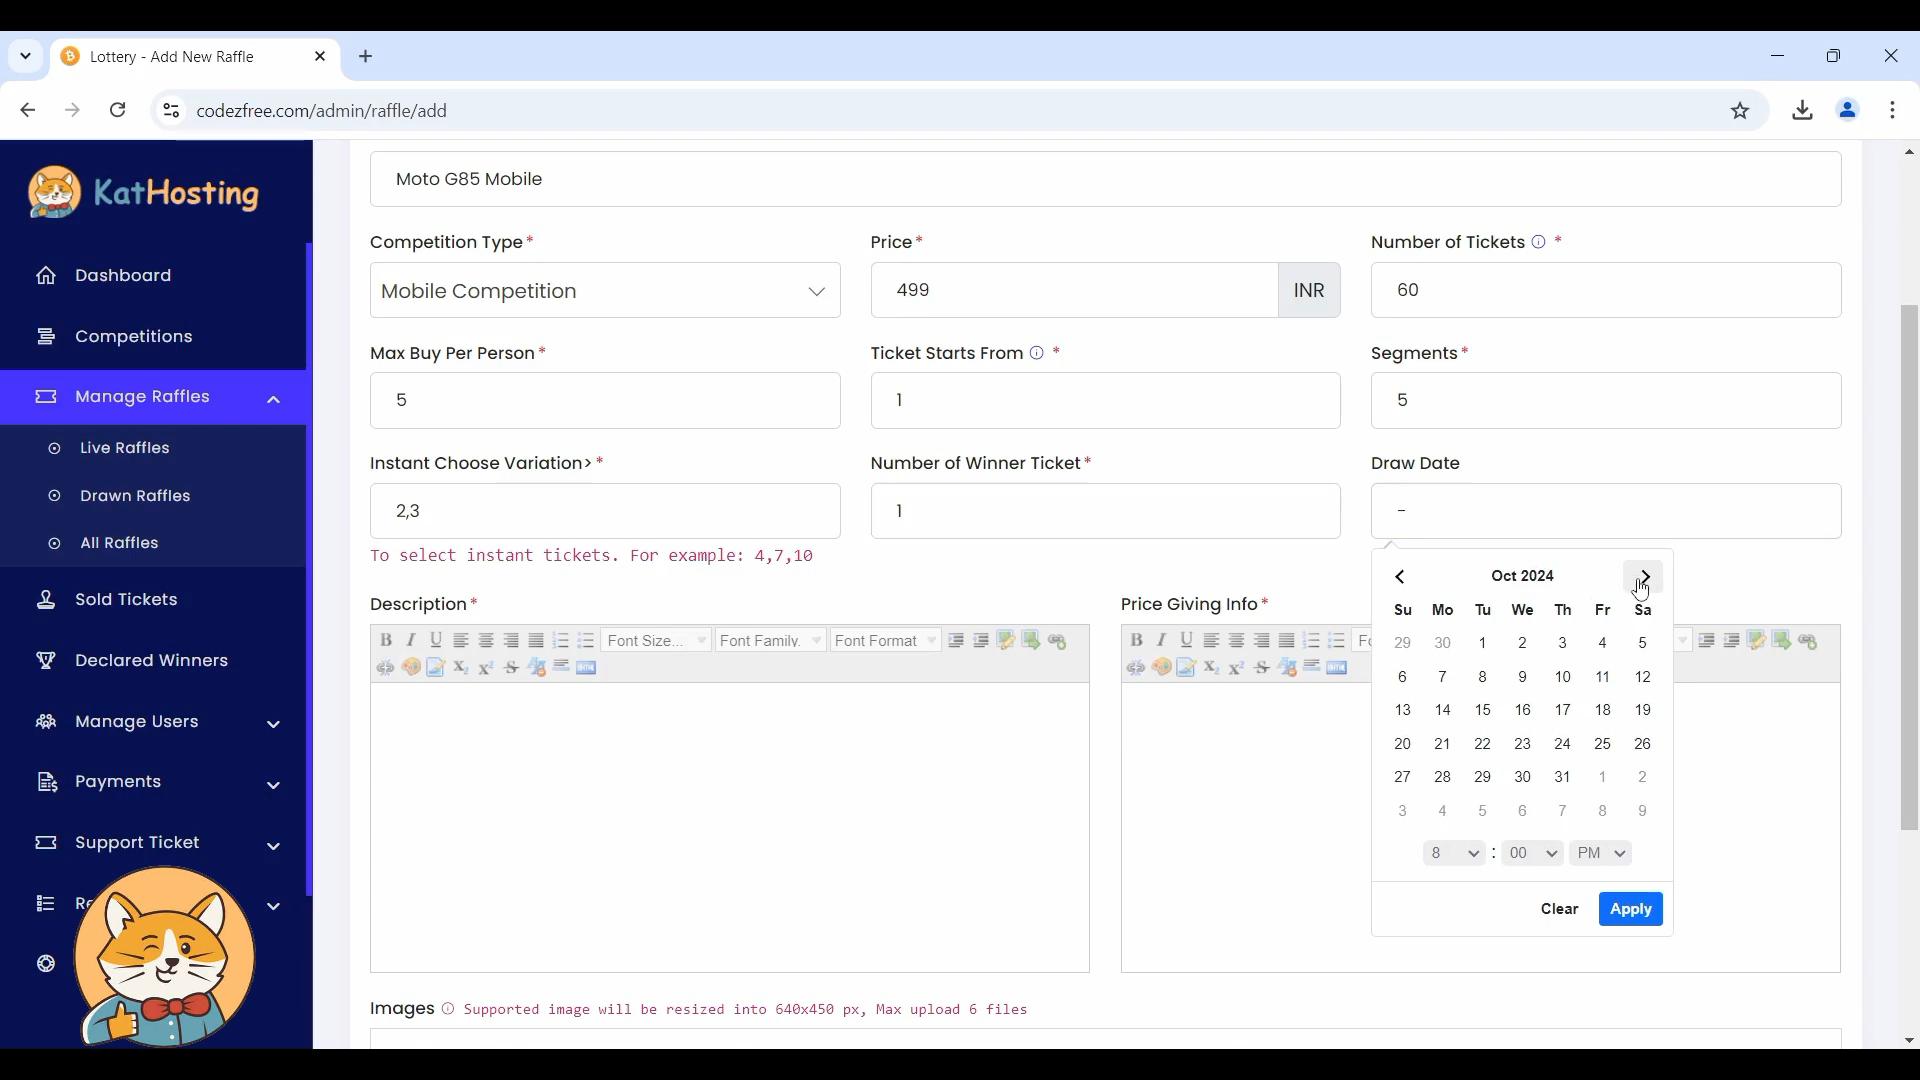 Lottery - Add New Raffle
codezfree.com/admin/raffle/add
KatHosting
Dashboard
Competitions
Manage Raffles
Live Raffles
Drawn Raffles
All Raffles
Sold Tickets
Declared Winners
Manage Users
Payments
Support Ticket
Moto G85 Mobile
Competition Type* Price* Number of Tickets *
Mobile Competition 499 INR 60
Max Buy Per Person* Ticket Starts From * Segments*
5 1 5
Instant Choose Variation> * Number of Winner Ticket* Draw Date
2,3 1 -
To select instant tickets. For example: 4,7,10
Oct 2024
Su Mo Tu We Th Fr Sa
29 30 1 2 3 4 5
6 7 8 9 10 11 12
13 14 15 16 17 18 19
20 21 22 23 24 25 26
27 28 29 30 31 1 2
3 4 5 6 7 8 9
8 : 00 PM
Clear Apply
Description* Price Giving Info*
B I U Font Size... Font Family. Font Format B I U
Images Supported image will be resized into 640x450 px, Max upload 6 files